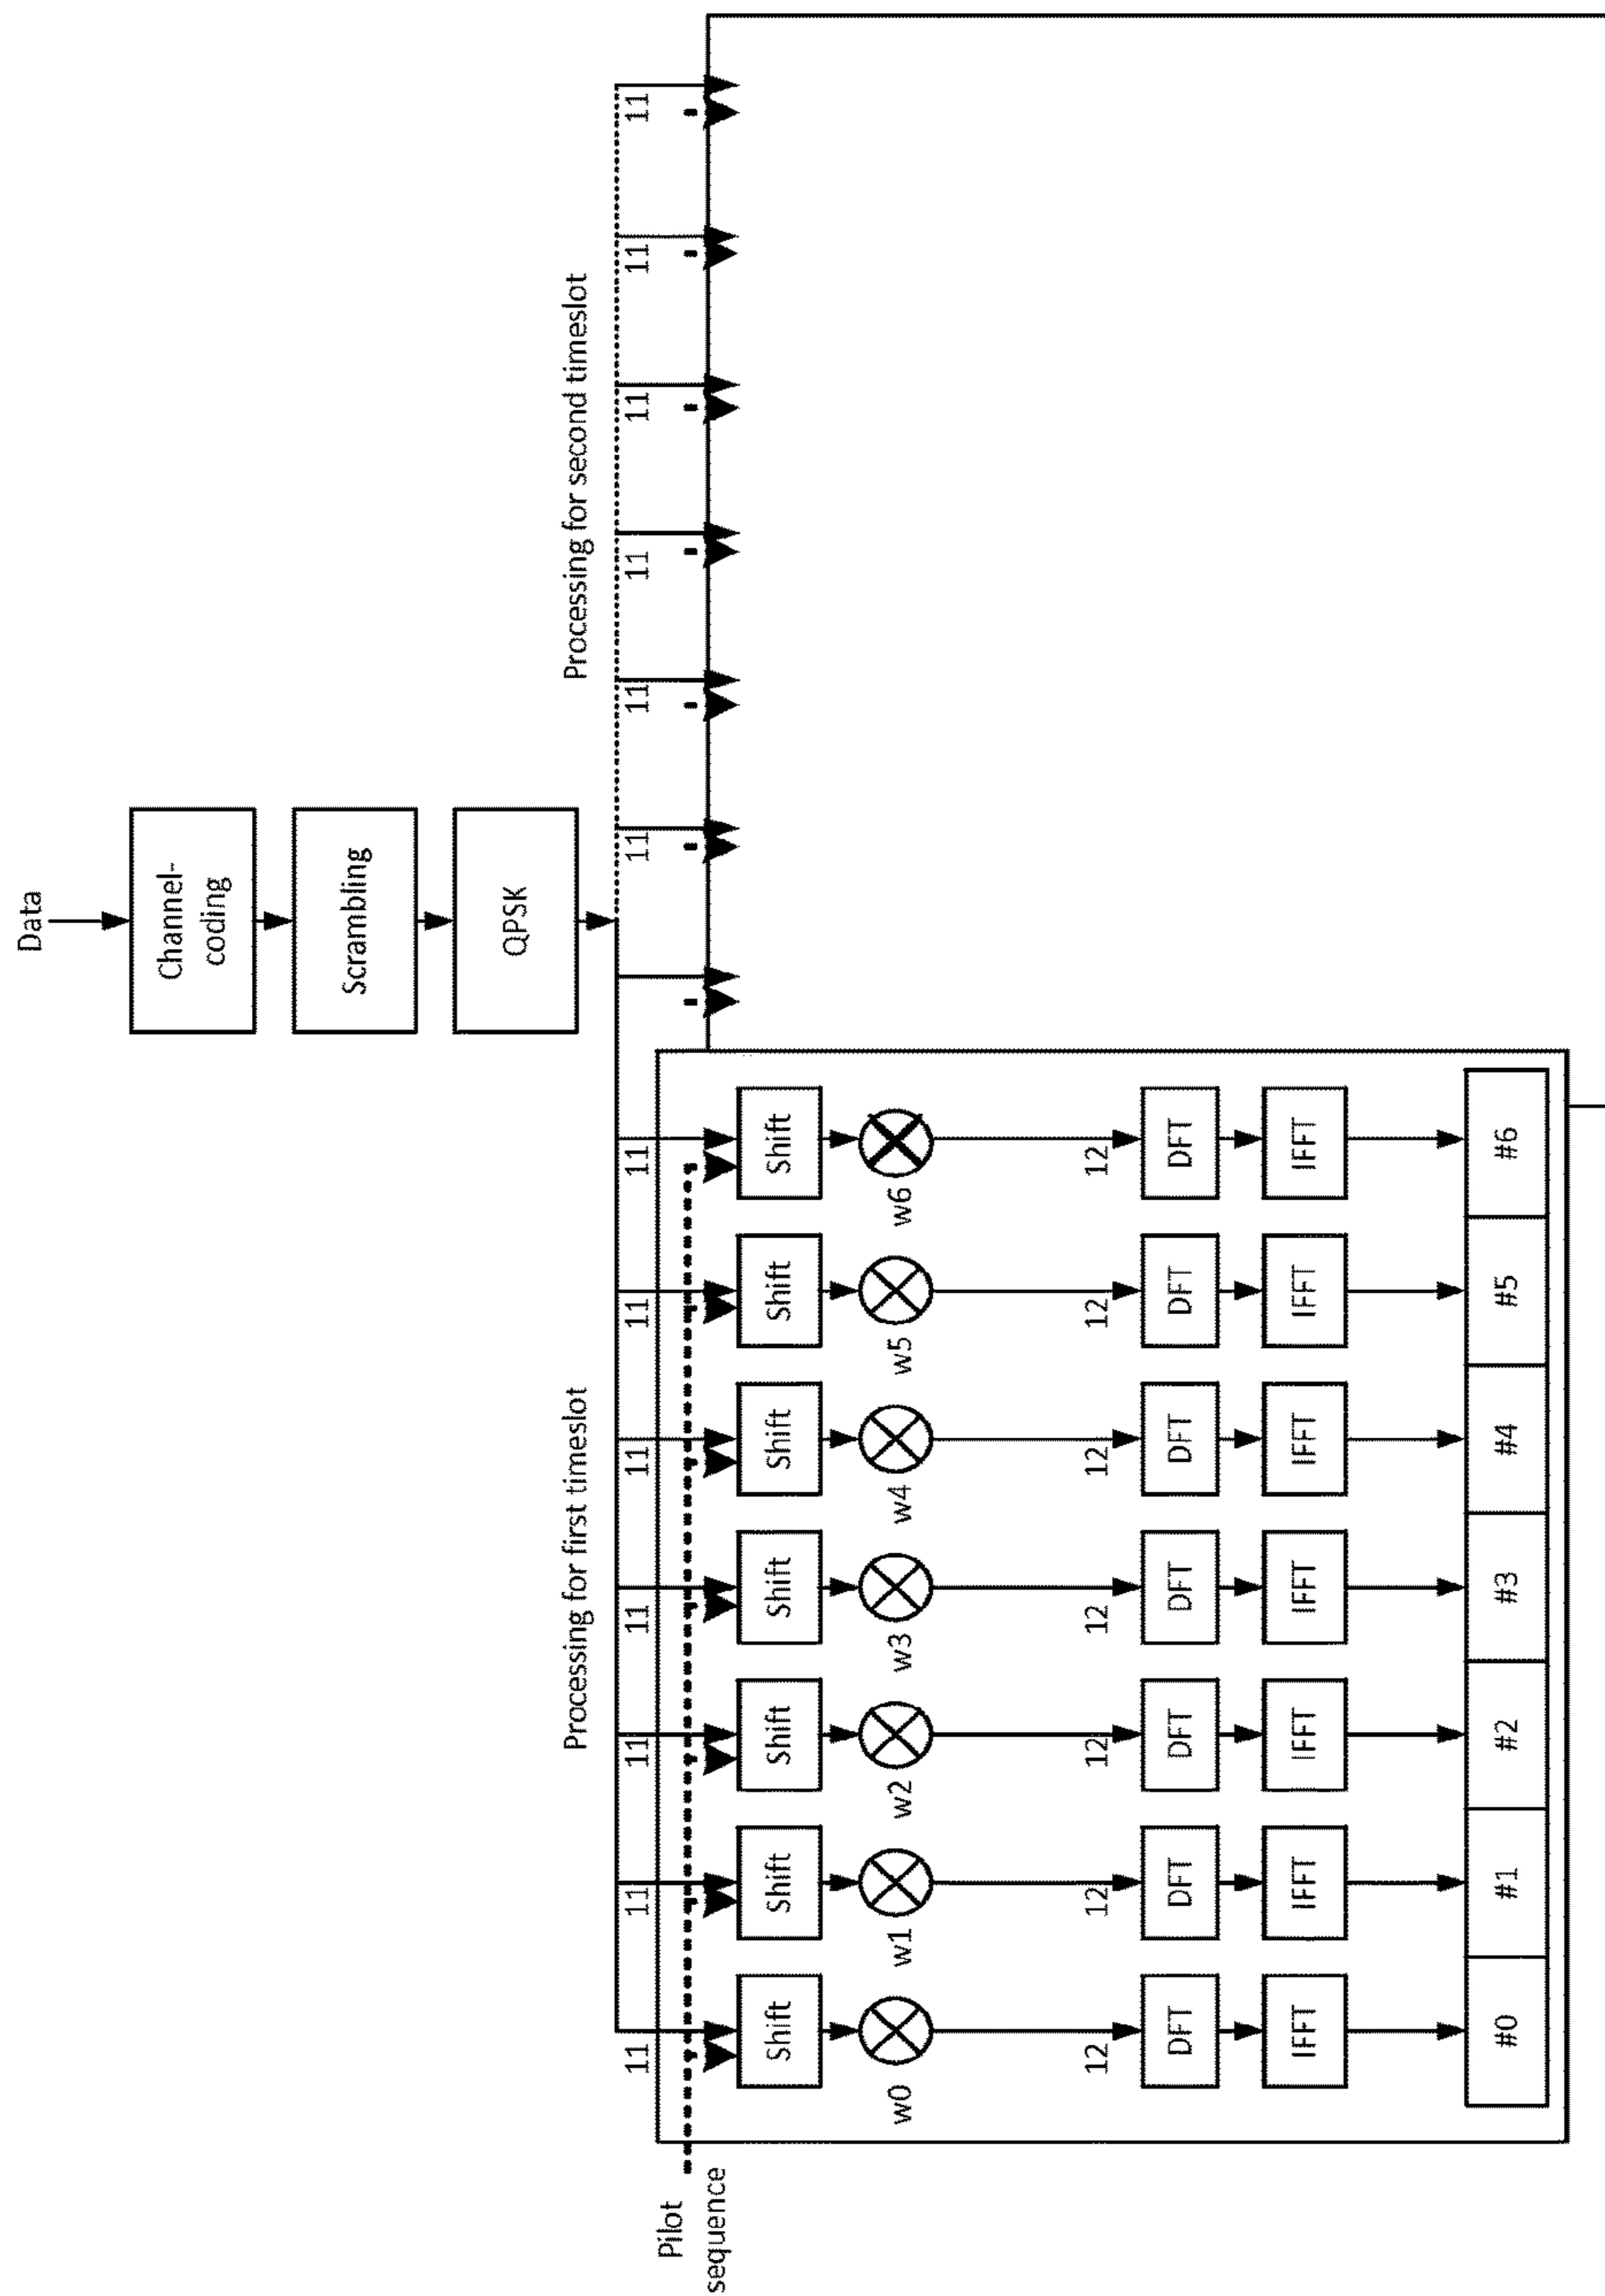 Data
Channel-
coding
Scrambling
QPSK
Processing for first timeslot
Processing for second timeslot
11 11 11 11 11 11 11 11 11 11 11 11 11
Pilot
sequence
Shift Shift Shift Shift Shift Shift Shift
w0 w1 w2 w3 w4 w5 w6
12 12 12 12 12 12 12
DFT DFT DFT DFT DFT DFT DFT
IFFT IFFT IFFT IFFT IFFT IFFT IFFT
#0 #1 #2 #3 #4 #5 #6